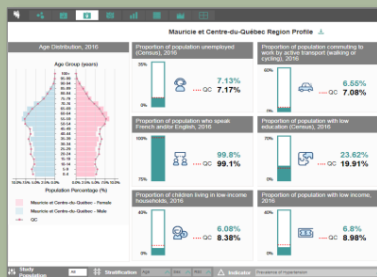 Mauricie et Centre-du-Québec Region Profile
Age Distribution, 2016
Age Group (years)
Population Percentage (%)
Mauricie et Centre-du-Québec - Female
Mauricie et Centre-du-Québec - Male
QC
Proportion of population unemployed
(Census), 2016
7.13%
QC 7.17%
Proportion of population commuting to
work by active transport (walking or
cycling), 2016
6.55%
QC 7.08%
Proportion of population who speak
French and/or English, 2016
100%
99.8%
QC 99.1%
Proportion of population with low
education (Census), 2016
23.62%
QC 19.91%
Proportion of children living in low-income
households, 2016
6.08%
QC 8.38%
Proportion of population with low income,
2016
6.8%
QC 8.98%
Study
Population
All
Stratification
Age
Indicator
Prevalence of Hypertension